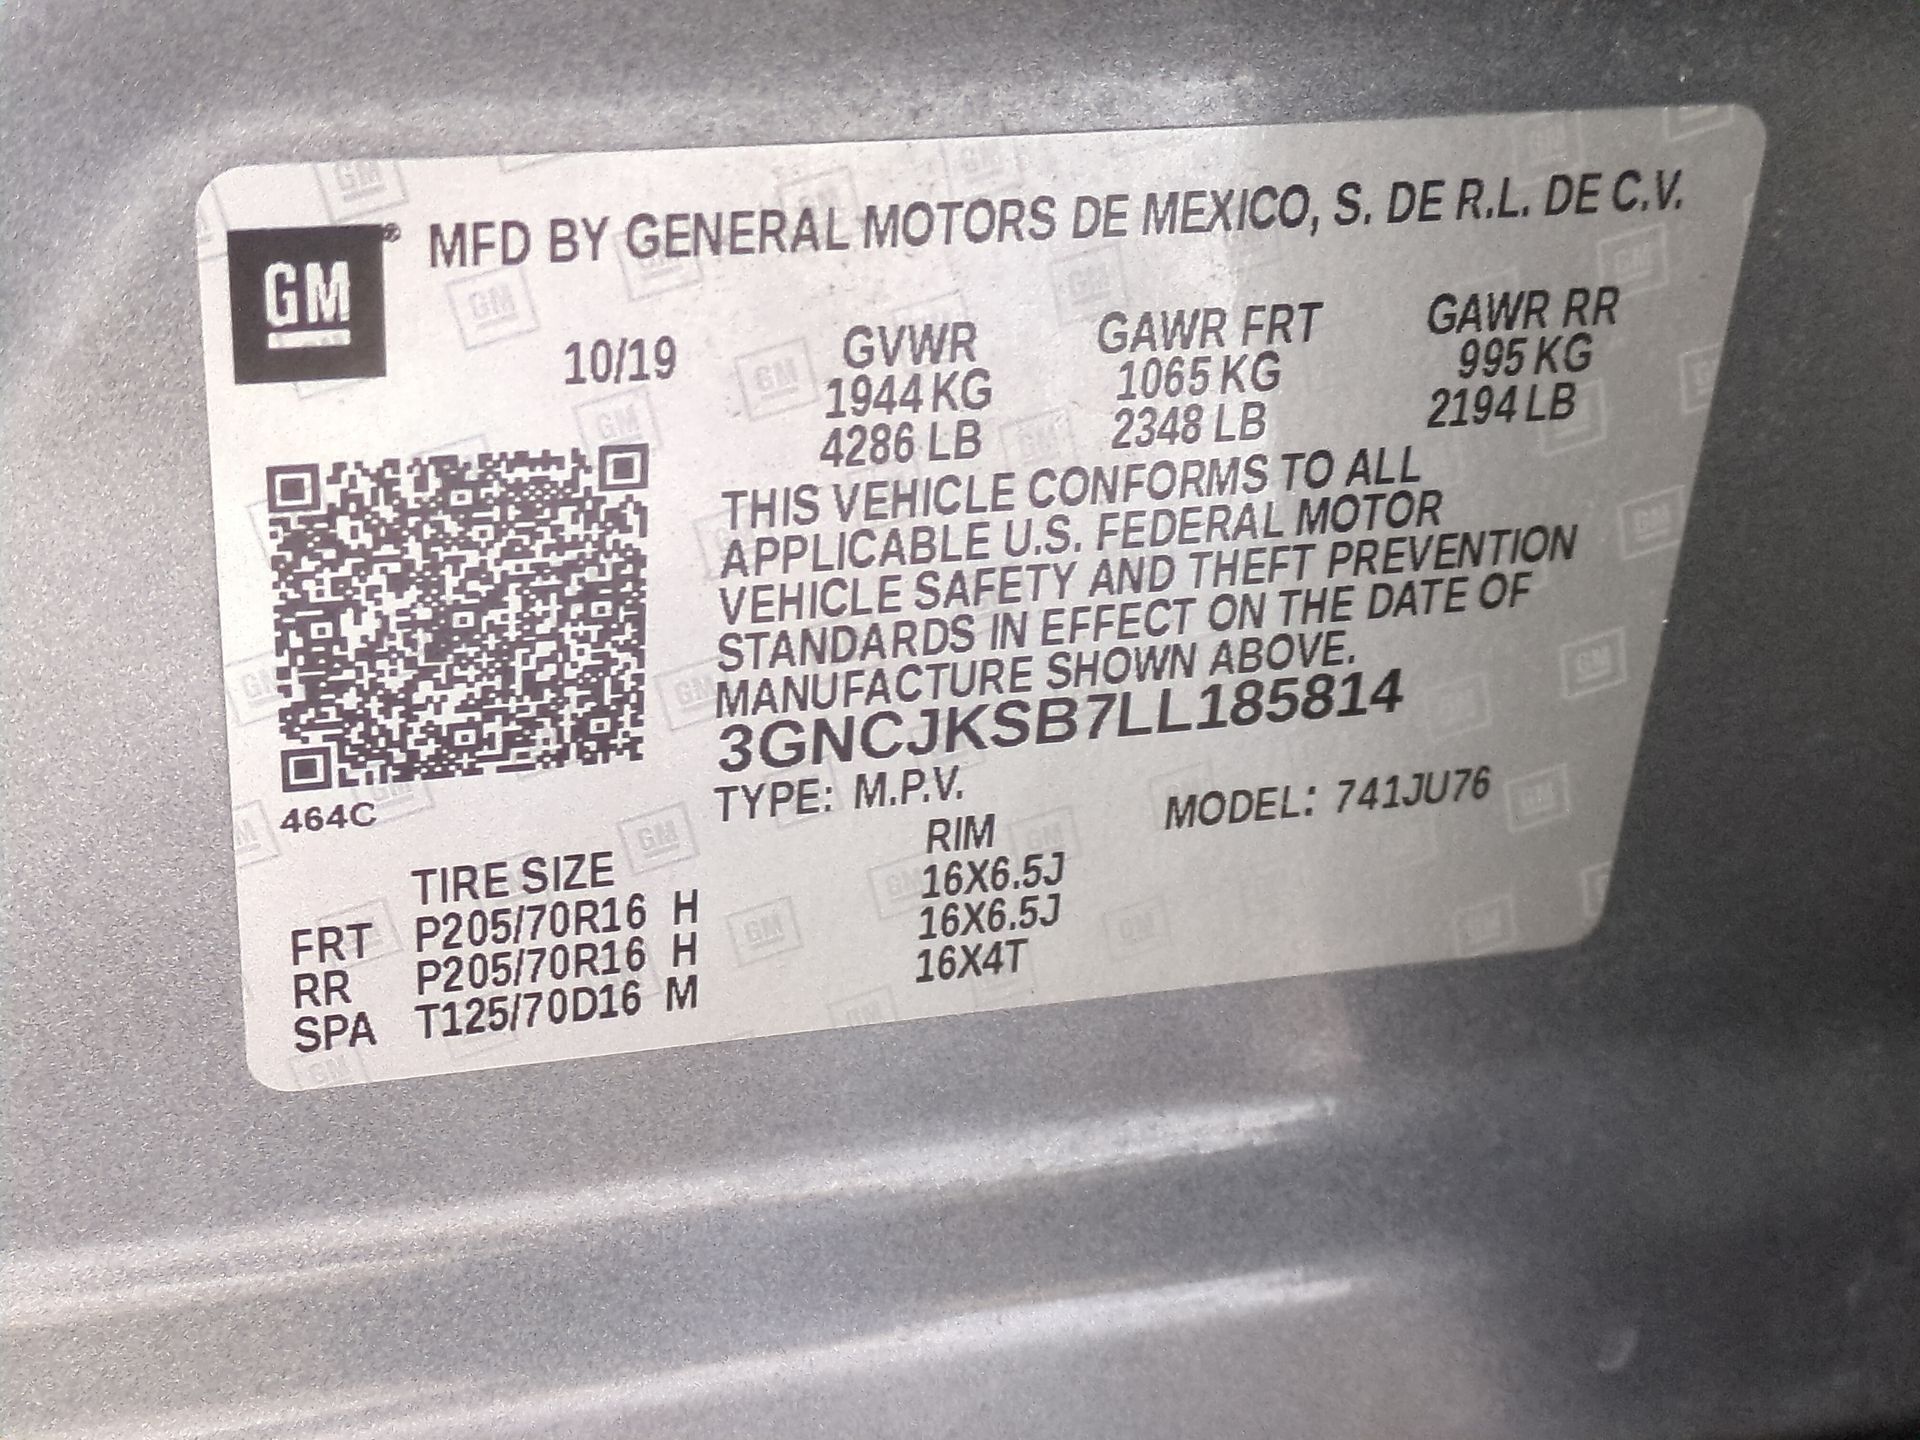 GM ® MFD BY GENERAL MOTORS DE MEXICO, S. DE R.L. DE C.V.
10/19 GVWR GAWR FRT GAWR RR
1944 KG 1065 KG 995 KG
4286 LB 2348 LB 2194 LB
THIS VEHICLE CONFORMS TO ALL
APPLICABLE U.S. FEDERAL MOTOR
VEHICLE SAFETY AND THEFT PREVENTION
STANDARDS IN EFFECT ON THE DATE OF
MANUFACTURE SHOWN ABOVE.
3GNCJKSB7LL185814
464C TYPE: M.P.V. MODEL: 741JU76
TIRE SIZE RIM
FRT P205/70R16 H 16X6.5J
RR P205/70R16 H 16X6.5J
SPA T125/70D16 M 16X4T